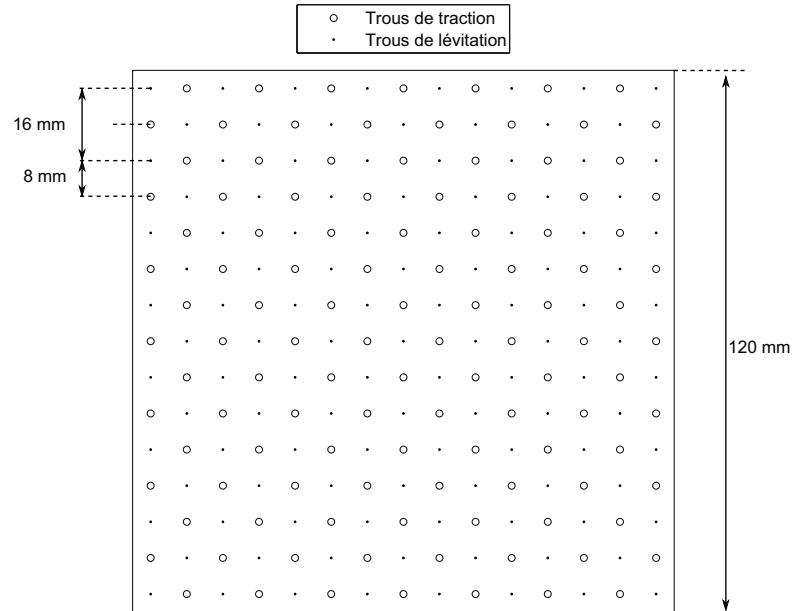 Trous de traction
Trous de lévitation
16 mm
8 mm
120 mm